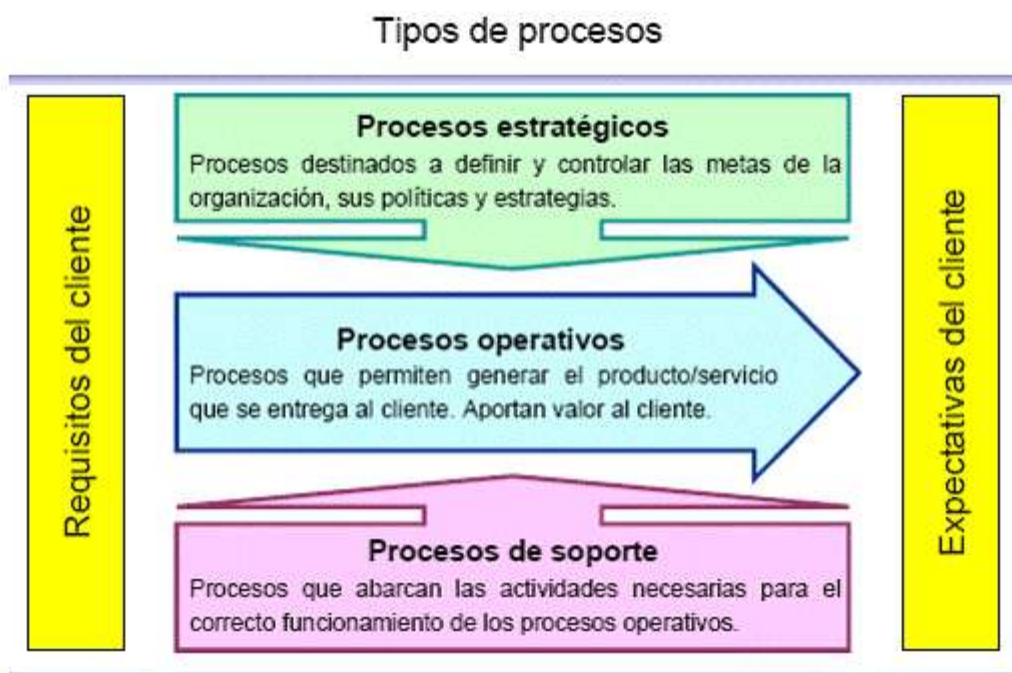 Tipos de procesos
Requisitos del cliente
Procesos estratégicos
Procesos destinados a definir y controlar las metas de la
organización, sus políticas y estrategias.
Procesos operativos
Procesos que permiten generar el producto/servicio
que se entrega al cliente. Aportan valor al cliente.
Procesos de soporte
Procesos que abarcan las actividades necesarias para el
correcto funcionamiento de los procesos operativos.
Expectativas del cliente